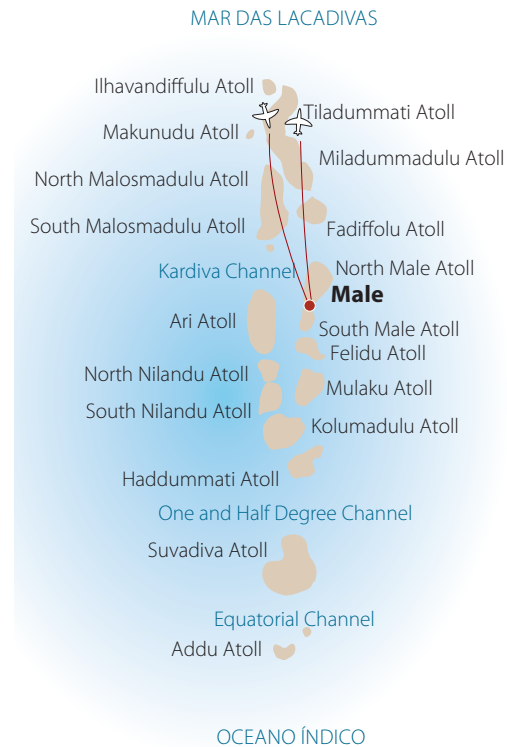 MAR DAS LACADIVAS
Ilhavandiffulu Atoll
Tiladummati Atoll
Makunudu Atoll
Miladummadulu Atoll
North Malosmadulu Atoll
South Malosmadulu Atoll
Fadiffolu Atoll
Kardiva Channel
North Male Atoll
Male
Ari Atoll
South Male Atoll
Felidu Atoll
North Nilandu Atoll
Mulaku Atoll
South Nilandu Atoll
Kolumadulu Atoll
Haddummati Atoll
One and Half Degree Channel
Suvadiva Atoll
Equatorial Channel
Addu Atoll
OCEANO ÍNDICO